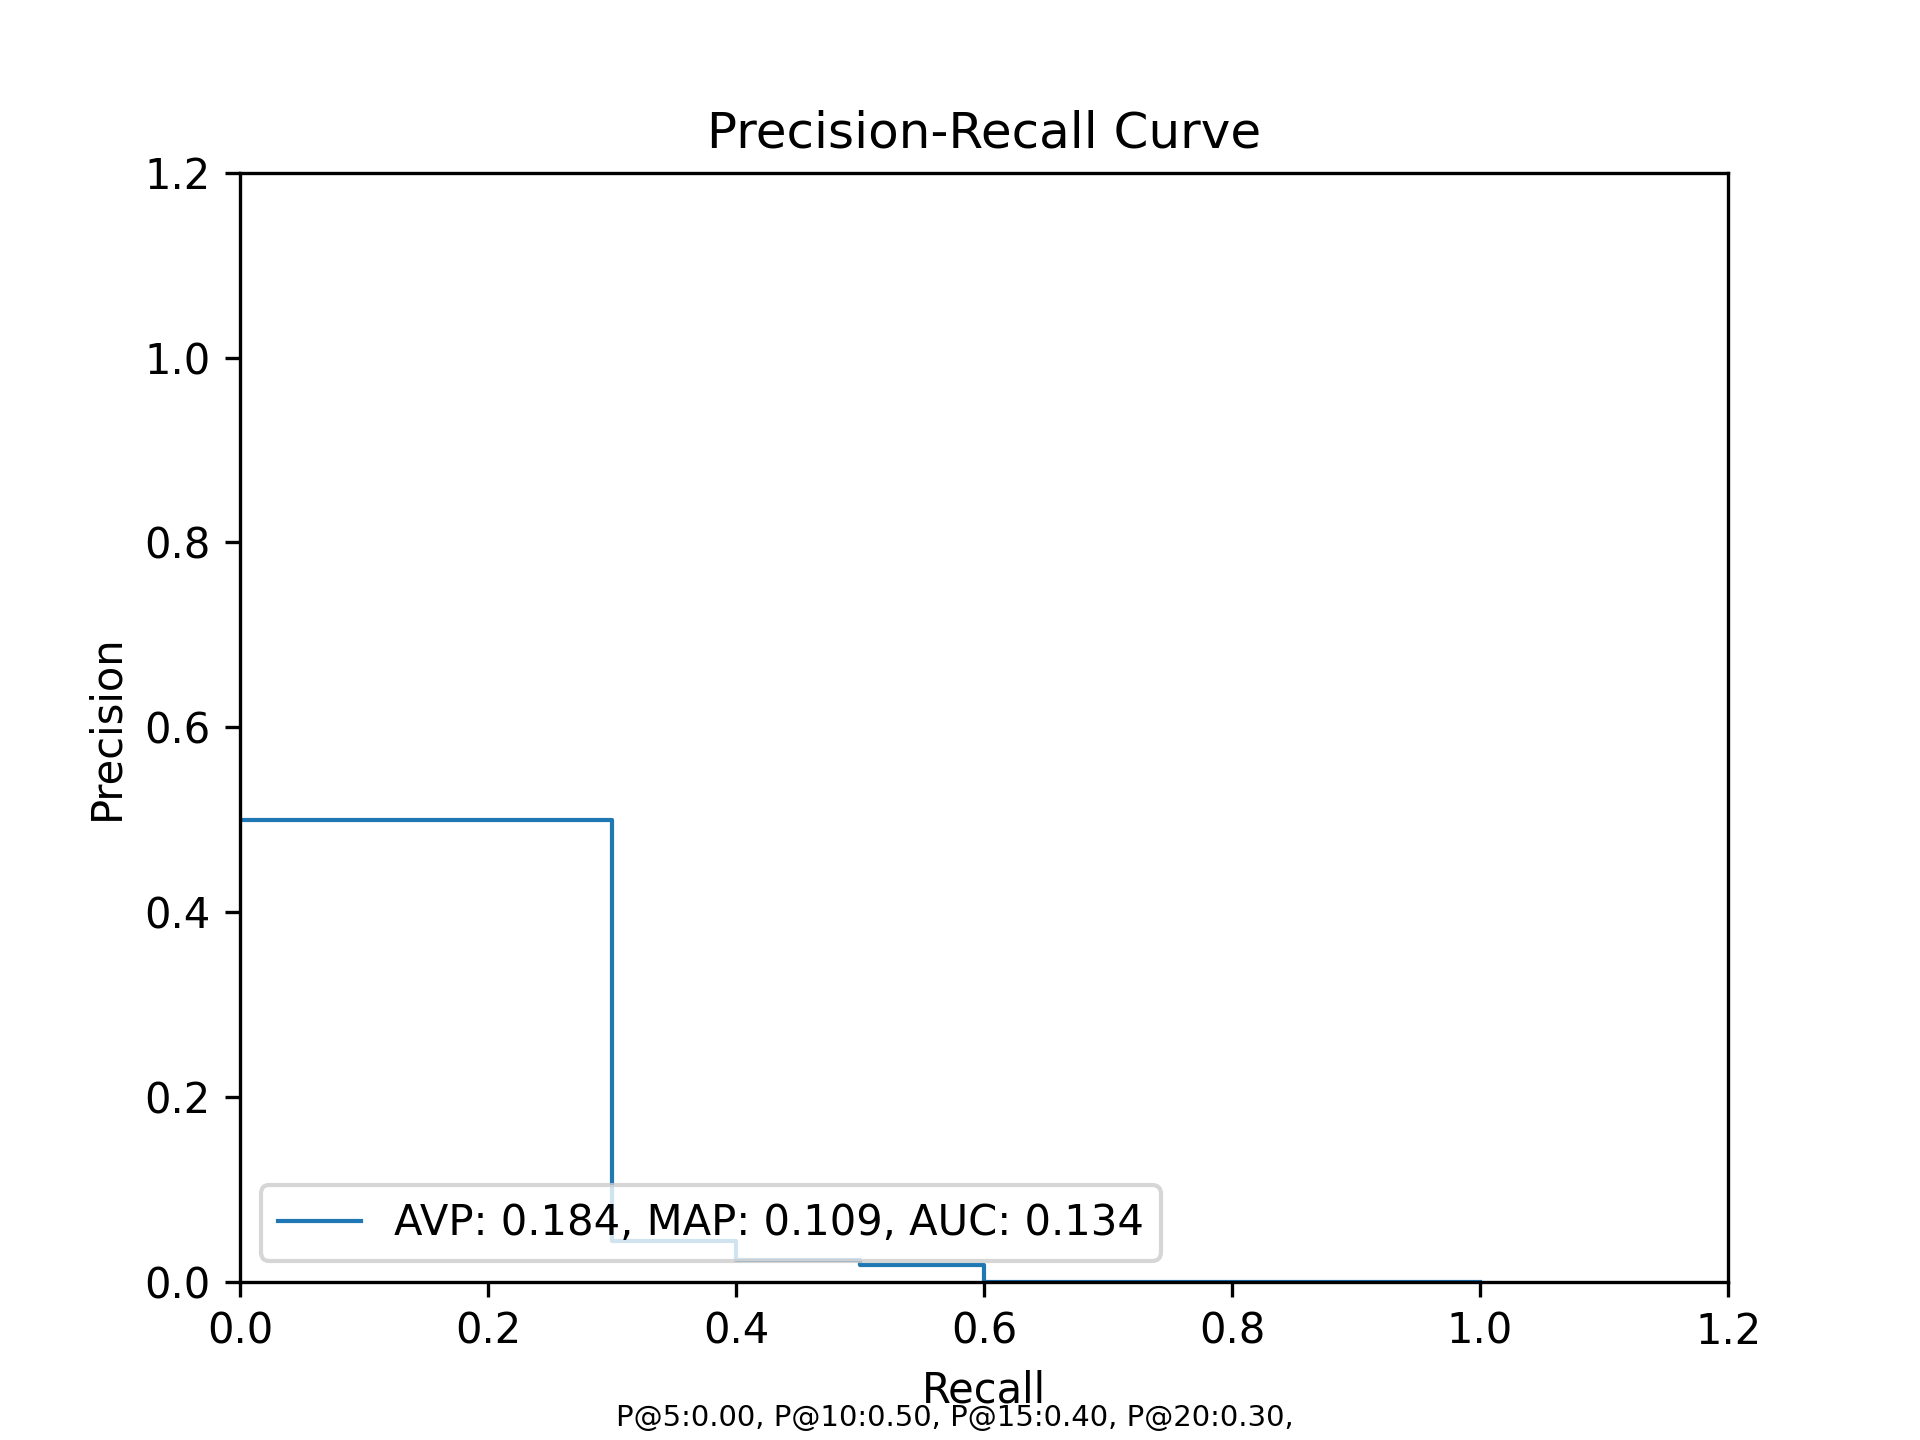 Precision-Recall Curve
1.2
1.0
0.8
0.6
0.4
0.2
0.0
Precision
AVP: 0.184, MAP: 0.109, AUC: 0.134
0.0 0.2 0.4 0.6 0.8 1.0 1.2
Recall
P@5:0.00, P@10:0.50, P@15:0.40, P@20:0.30,